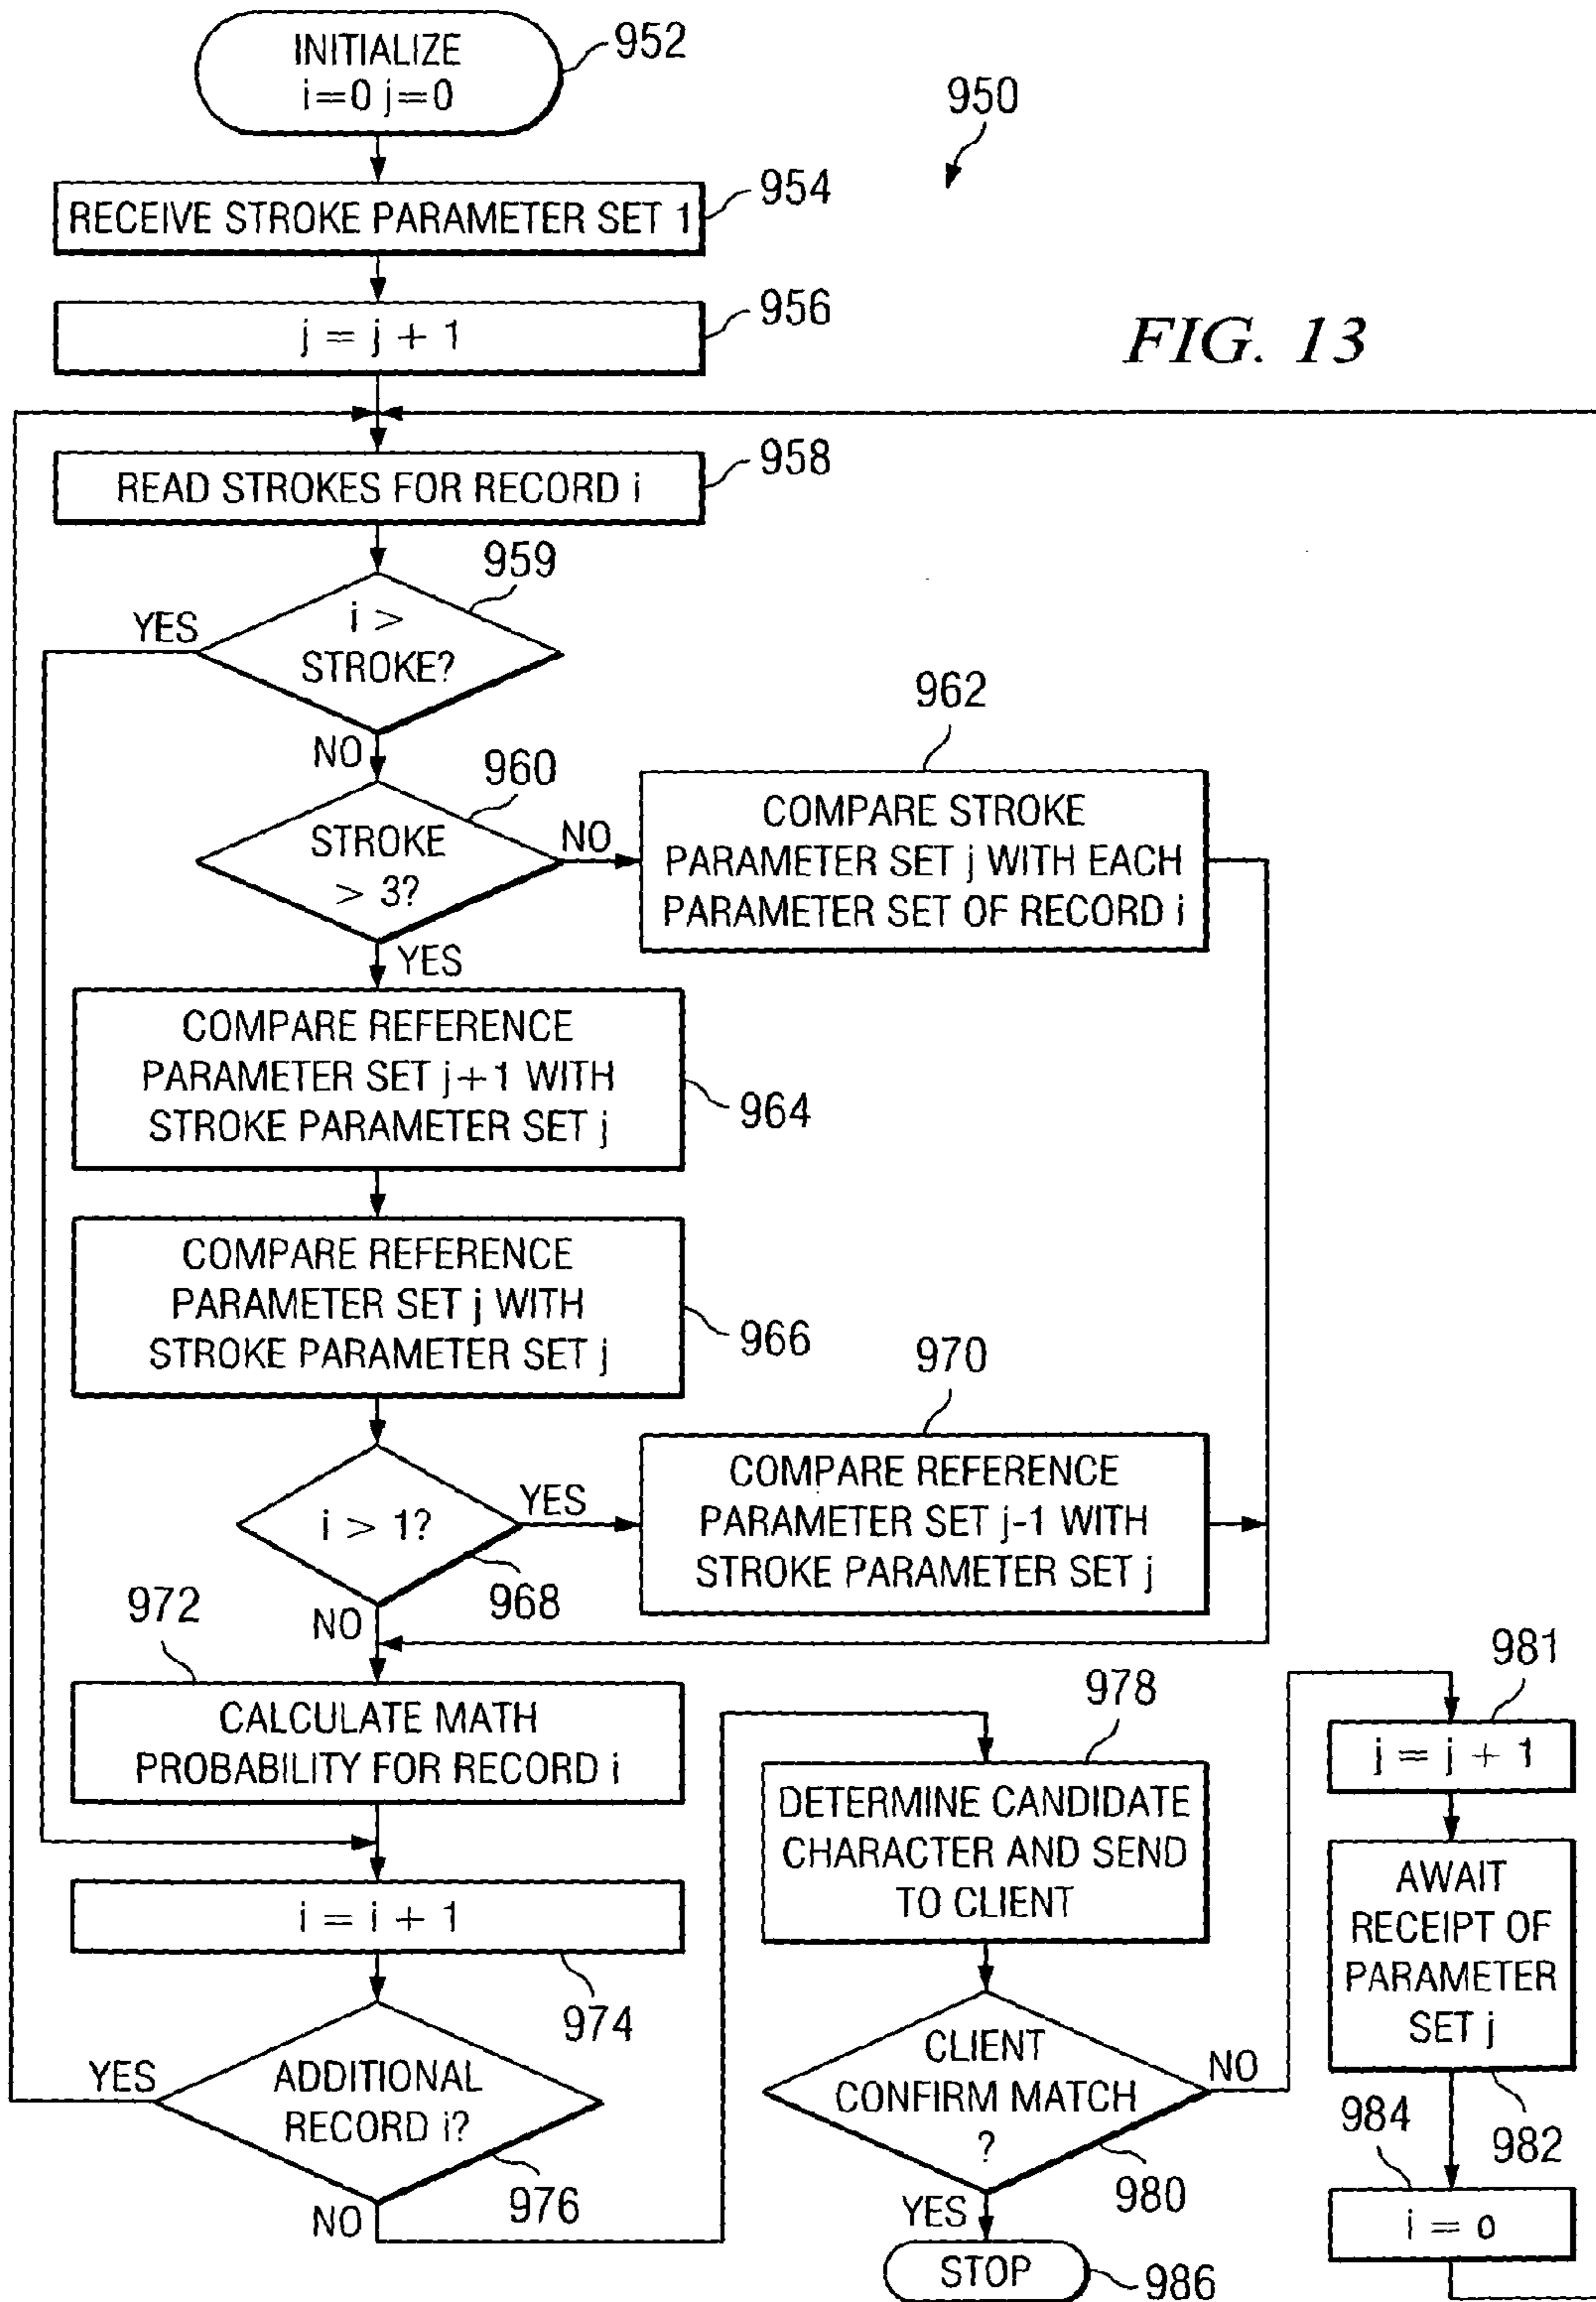 INITIALIZE
i=0 j=0
952
950
RECEIVE STROKE PARAMETER SET 1
954
j = j + 1
956
FIG. 13
READ STROKES FOR RECORD i
958
959
i >
STROKE?
YES
NO
960
STROKE
> 3?
NO
YES
962
COMPARE STROKE
PARAMETER SET j WITH EACH
PARAMETER SET OF RECORD i
COMPARE REFERENCE
PARAMETER SET j+1 WITH
STROKE PARAMETER SET j
964
COMPARE REFERENCE
PARAMETER SET j WITH
STROKE PARAMETER SET j
966
i > 1?
YES
968
NO
970
COMPARE REFERENCE
PARAMETER SET j-1 WITH
STROKE PARAMETER SET j
972
CALCULATE MATH
PROBABILITY FOR RECORD i
i = i + 1
974
ADDITIONAL
RECORD i?
YES
976
NO
978
DETERMINE CANDIDATE
CHARACTER AND SEND
TO CLIENT
CLIENT
CONFIRM MATCH
?
NO
980
YES
STOP
986
981
j = j + 1
AWAIT
RECEIPT OF
PARAMETER
SET j
982
984
i = o